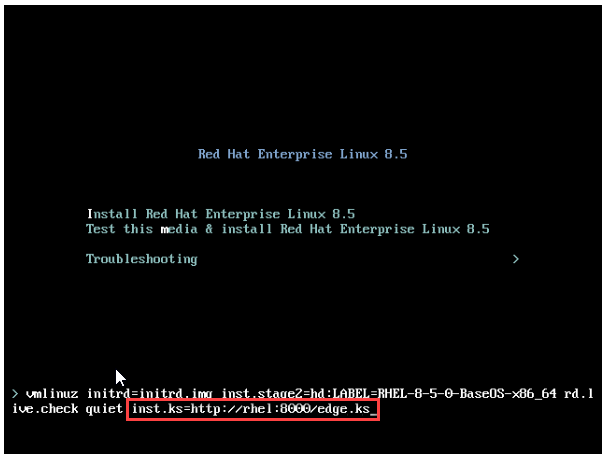 Red Hat Enterprise Linux 8.5
Install Red Hat Enterprise Linux 8.5
Test this media & install Red Hat Enterprise Linux 8.5
Troubleshooting >
> vmlinuz initrd=initrd.img inst.stage2=hd:LABEL=RHEL-8-5-0-BaseOS-x86_64 rd.l
ive.check quiet inst.ks=http://rhel:8000/edge.ks_